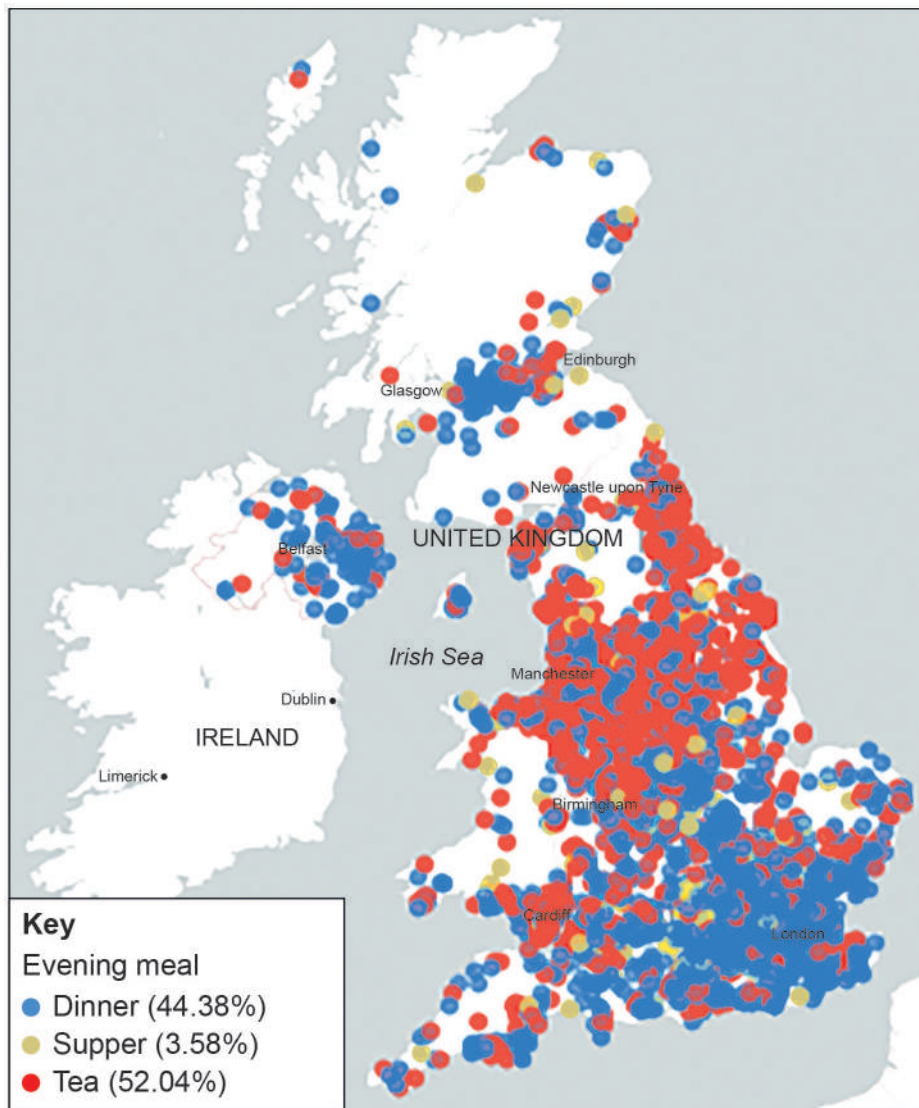 Edinburgh
Glasgow
Newcastle upon Tyne
UNITED KINGDOM
Belfast
Irish Sea
Manchester
Dublin
IRELAND
Limerick
Birmingham
Cardiff
London
Key
Evening meal
Dinner (44.38%)
Supper (3.58%)
Tea (52.04%)